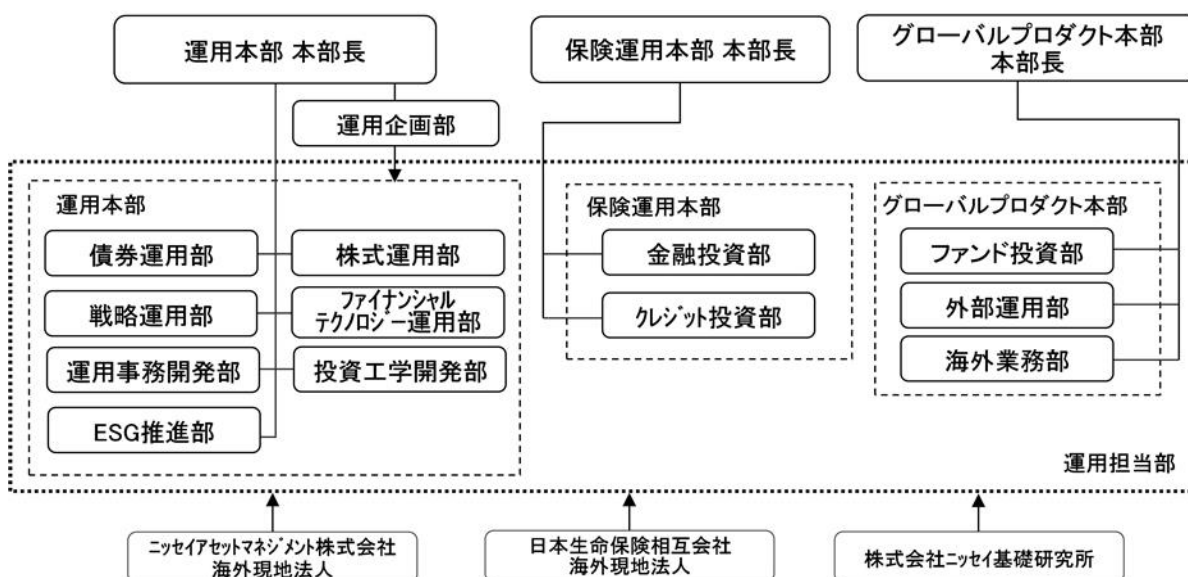 運用本部 本部長
保険運用本部 本部長
グローバルプロダクト本部
本部長
運用企画部
運用本部
債券運用部
株式運用部
戦略運用部
ファイナンシャル
テクノロジー運用部
運用事務開発部
投資工学開発部
ESG推進部
保険運用本部
金融投資部
クレジット投資部
グローバルプロダクト本部
ファンド投資部
外部運用部
海外業務部
運用担当部
ニッセイアセットマネジメント株式会社
海外現地法人
日本生命保険相互会社
海外現地法人
株式会社ニッセイ基礎研究所